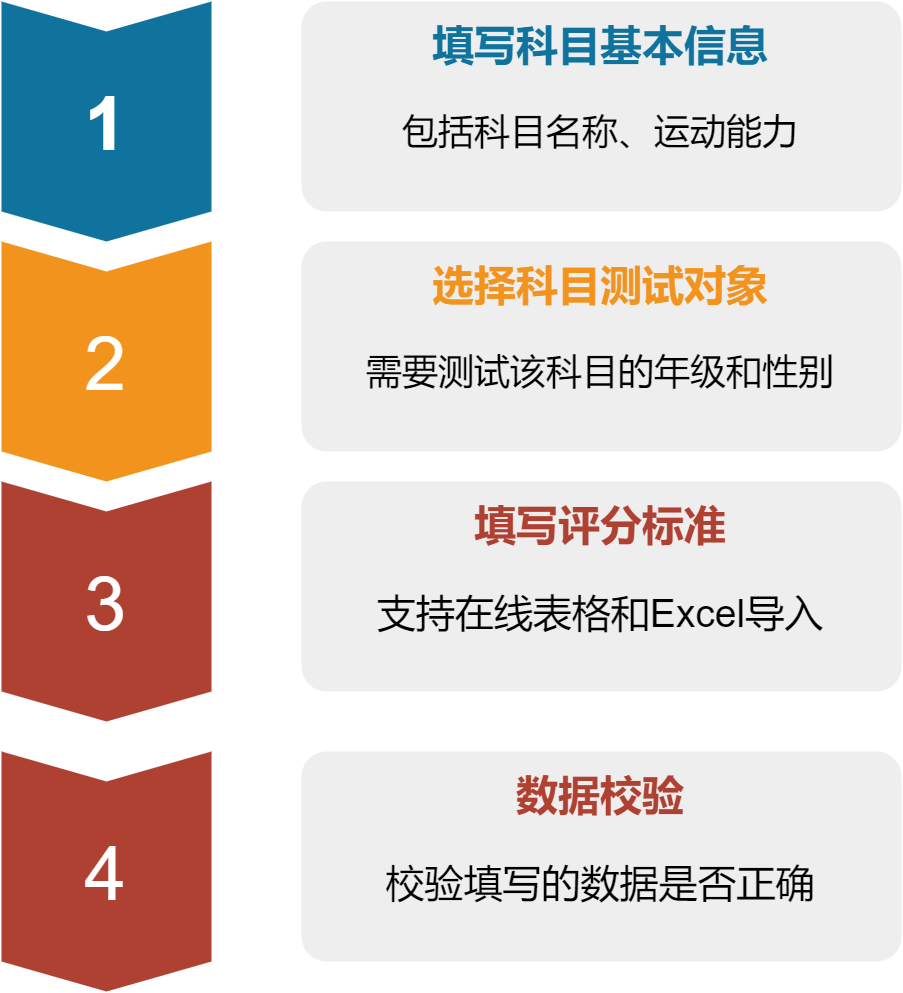 1
填写科目基本信息
包括科目名称、运动能力
2
选择科目测试对象
需要测试该科目的年级和性别
3
填写评分标准
支持在线表格和Excel导入
4
数据校验
校验填写的数据是否正确